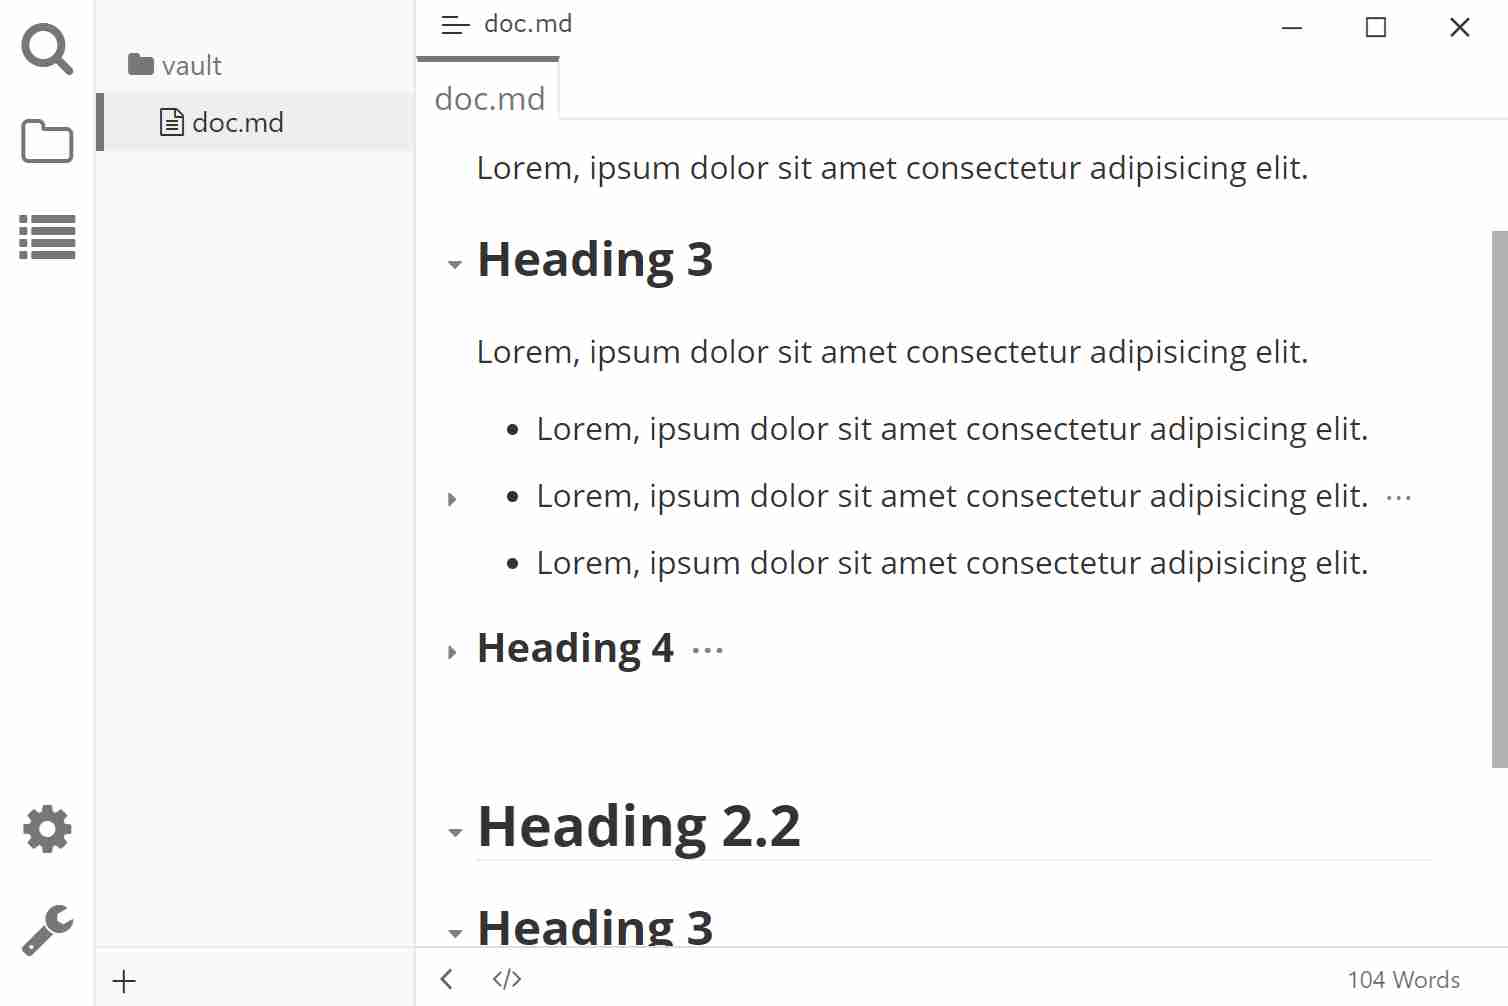 doc.md
vault
doc.md
doc.md
Lorem, ipsum dolor sit amet consectetur adipisicing elit.
Heading 3
Lorem, ipsum dolor sit amet consectetur adipisicing elit.
• Lorem, ipsum dolor sit amet consectetur adipisicing elit.
• Lorem, ipsum dolor sit amet consectetur adipisicing elit. ···
• Lorem, ipsum dolor sit amet consectetur adipisicing elit.
Heading 4 ···
Heading 2.2
Heading 3
104 Words